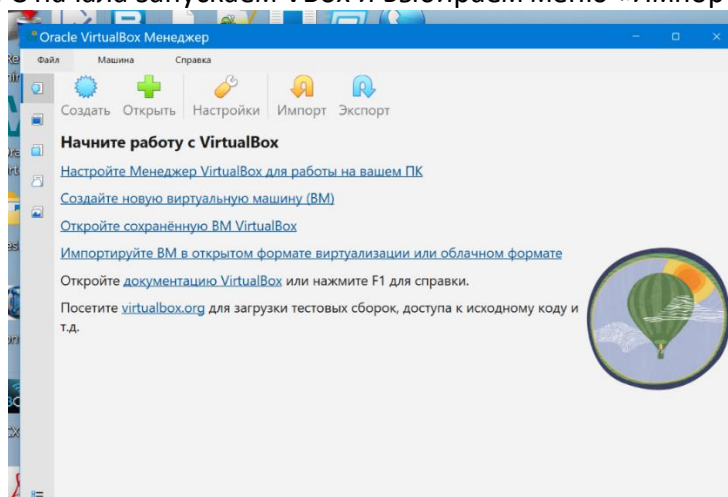 начала запускаем VBox и выбираем меню «Импор
Oracle VirtualBox Менеджер
Файл Машина Справка
Создать Открыть Настройки Импорт Экспорт
Начните работу с VirtualBox
Настройте Менеджер VirtualBox для работы на вашем ПК
Создайте новую виртуальную машину (ВМ)
Откройте сохранённую ВМ VirtualBox
Импортируйте ВМ в открытом формате виртуализации или облачном формате
Откройте документацию VirtualBox или нажмите F1 для справки.
Посетите virtualbox.org для загрузки тестовых сборок, доступа к исходному коду и
т.д.